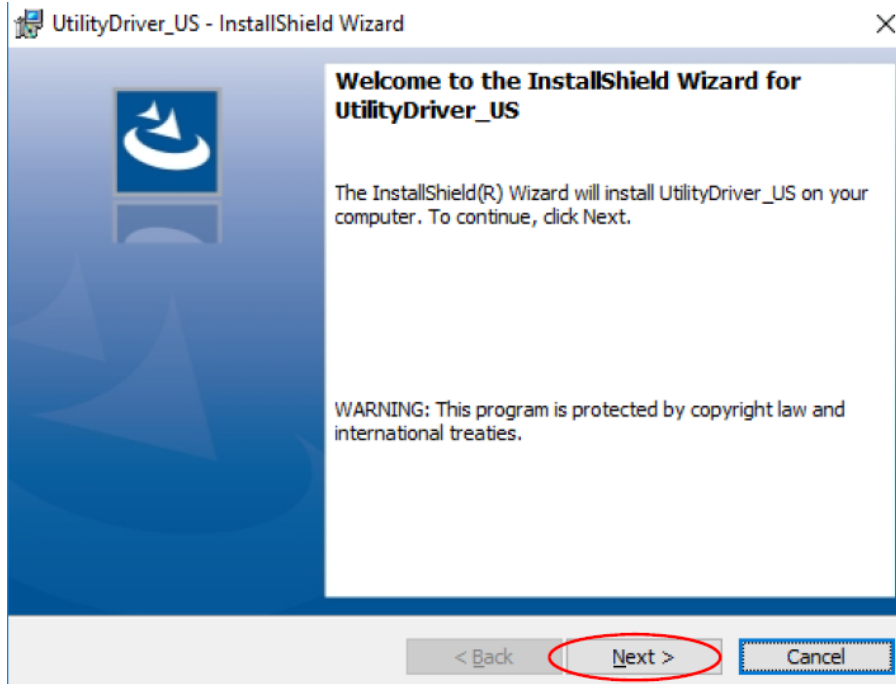 UtilityDriver_US - InstallShield Wizard
Welcome to the InstallShield Wizard for
UtilityDriver_US
The InstallShield(R) Wizard will install UtilityDriver_US on your
computer. To continue, click Next.
WARNING: This program is protected by copyright law and
international treaties.
< Back
Next >
Cancel